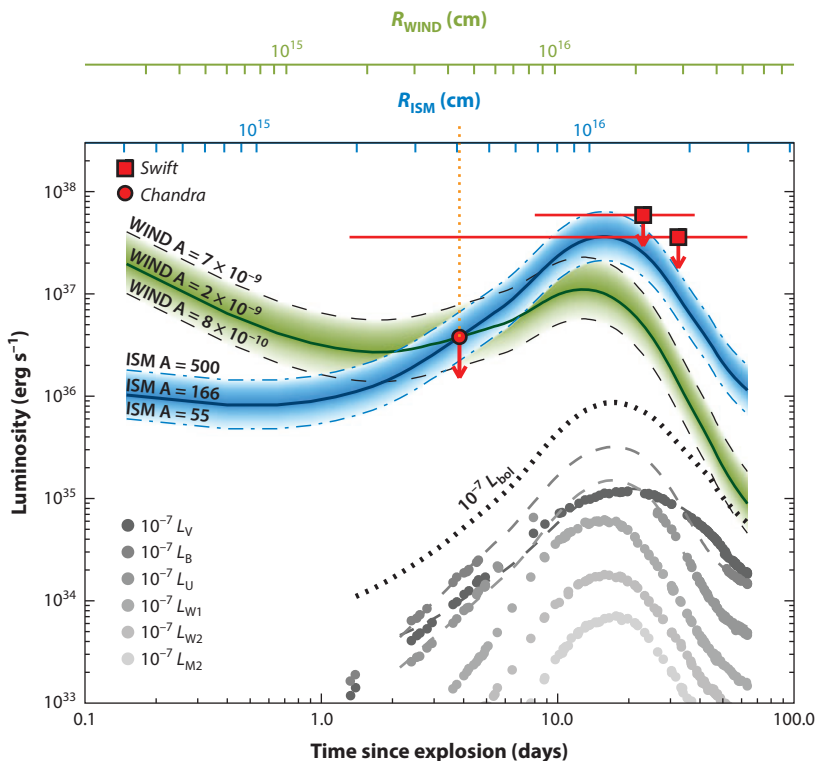 R_WIND (cm)
10^15 10^16
R_ISM (cm)
10^15 10^16
Swift
Chandra
WIND A = 7 × 10^−9
WIND A = 2 × 10^−9
WIND A = 8 × 10^−10
ISM A = 500
ISM A = 166
ISM A = 55
10^−7 L_bol
10^−7 L_V
10^−7 L_B
10^−7 L_U
10^−7 L_W1
10^−7 L_W2
10^−7 L_M2
Luminosity (erg s^−1)
10^38
10^37
10^36
10^35
10^34
10^33
0.1 1.0 10.0 100.0
Time since explosion (days)